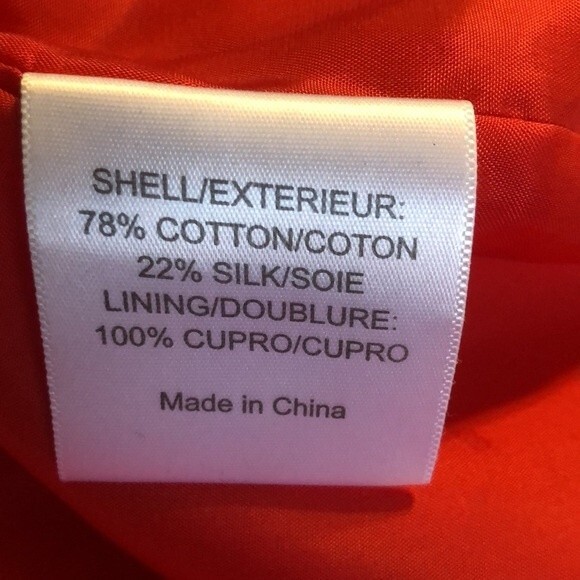 SHELL/EXTERIEUR:
78% COTTON/COTON
22% SILK/SOIE
LINING/DOUBLURE:
100% CUPRO/CUPRO
Made in China